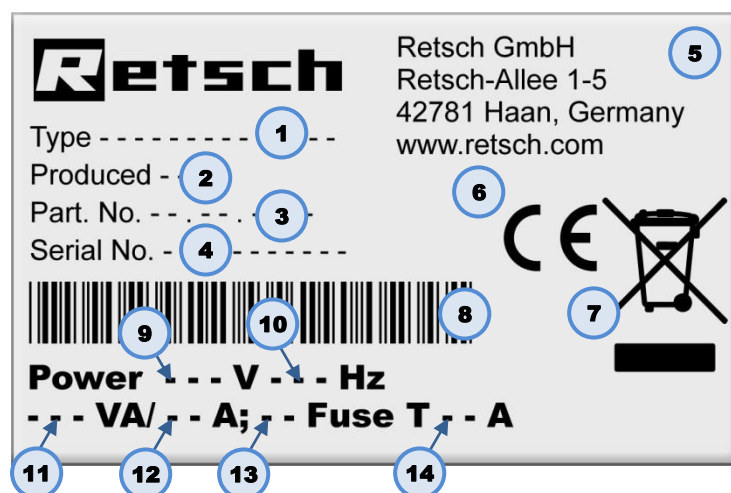 Retsch
Retsch GmbH
Retsch-Allee 1-5
42781 Haan, Germany
www.retsch.com
5
Type - - - - - - - - - 1 - -
Produced - 2
Part. No. - - . - - . - 3 -
Serial No. - 4 - - - - - - -
6
CE
7
8
9
10
Power - - - V - - - Hz
- - - VA/ - - A; - - Fuse T - - A
11
12
13
14